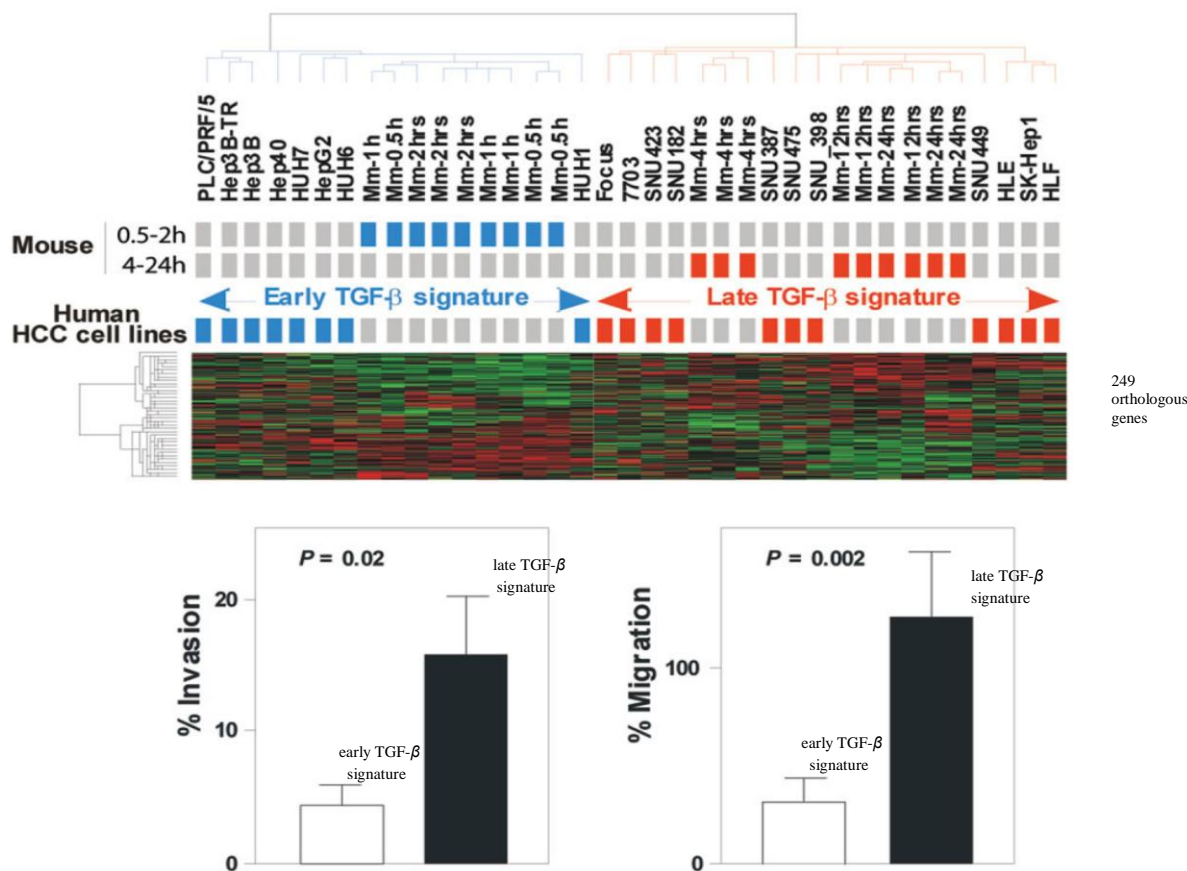 PLC/PRF/5
Hep3B-TR
Hep3B
Hep40
HUH7
HepG2
HUH6
Mm-1h
Mm-0.5h
Mm-2hrs
Mm-2hrs
Mm-2hrs
Mm-1h
Mm-1h
Mm-0.5h
Mm-0.5h
HUH1
Focus
7703
SNU423
SNU182
Mm-4hrs
Mm-4hrs
Mm-4hrs
SNU387
SNU475
SNU_398
Mm-12hrs
Mm-12hrs
Mm-24hrs
Mm-12hrs
Mm-24hrs
Mm-24hrs
SNU449
HLE
SK-Hep1
HLF
Mouse
0.5-2h
4-24h
Early TGF-β signature
Late TGF-β signature
Human
HCC cell lines
249
orthologous
genes
P = 0.02
late TGF-β
signature
early TGF-β
signature
% Invasion
20
10
0
P = 0.002
late TGF-β
signature
early TGF-β
signature
% Migration
100
0